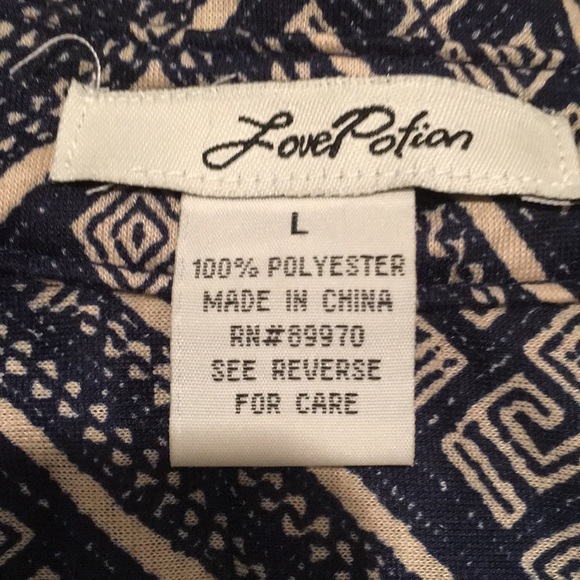 LovePotion
L
100% POLYESTER
MADE IN CHINA
RN#89970
SEE REVERSE
FOR CARE